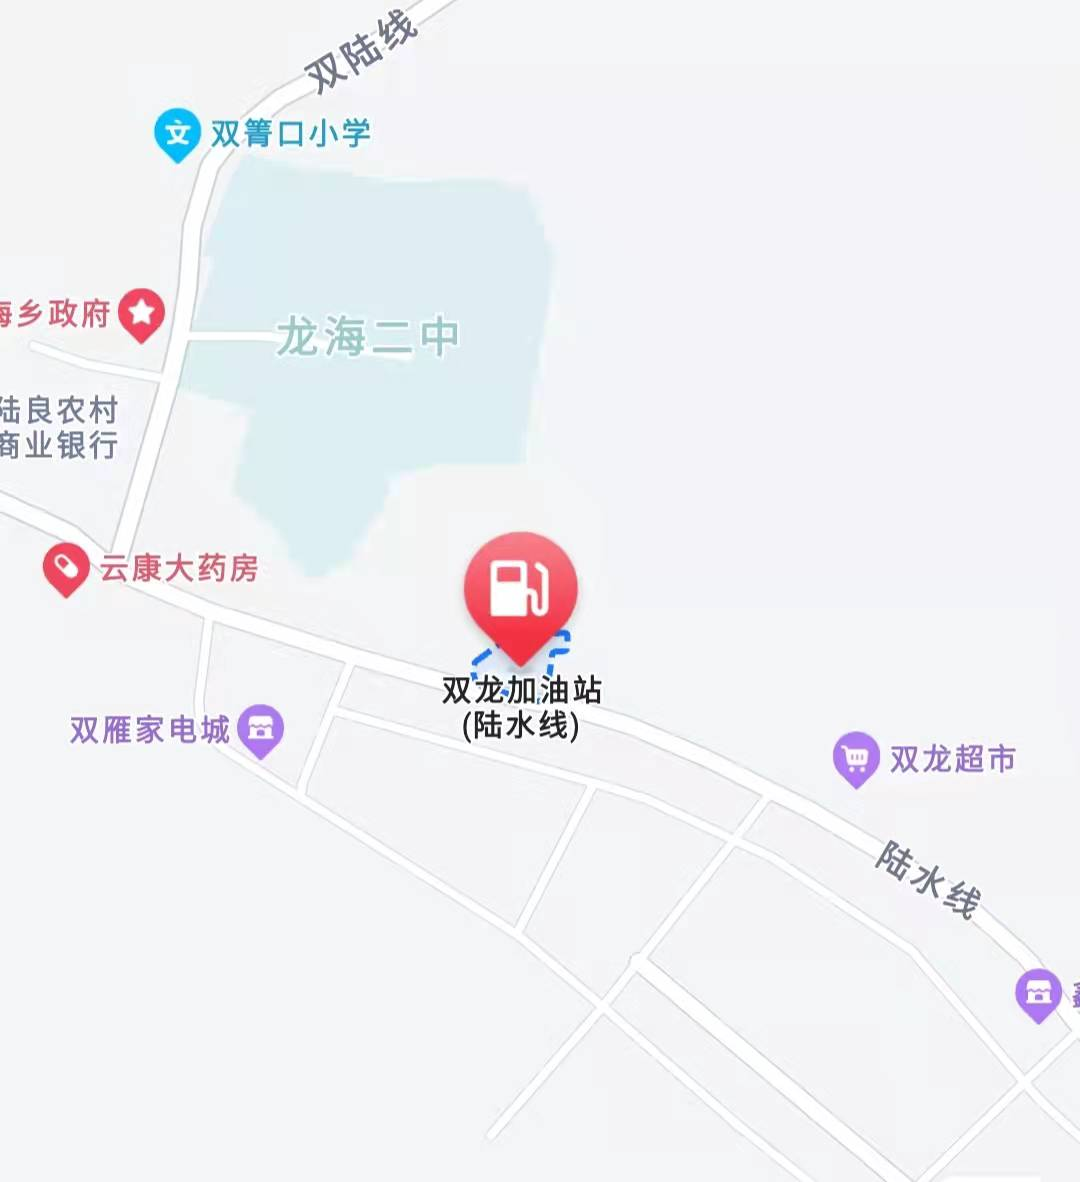 双陆线
双箐口小学
海乡政府
龙海二中
陆良农村
商业银行
云康大药房
双龙加油站
(陆水线)
双雁家电城
双龙超市
陆水线